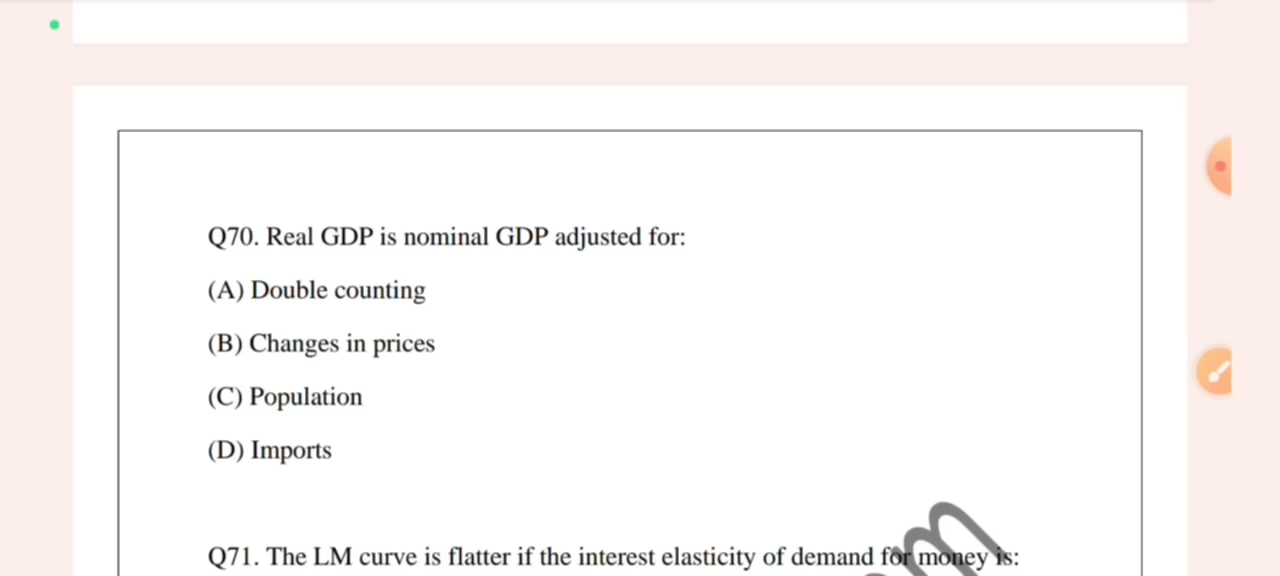 Q70. Real GDP is nominal GDP adjusted for:
(A) Double counting
(B) Changes in prices
(C) Population
(D) Imports
Q71. The LM curve is flatter if the interest elasticity of demand for money is: